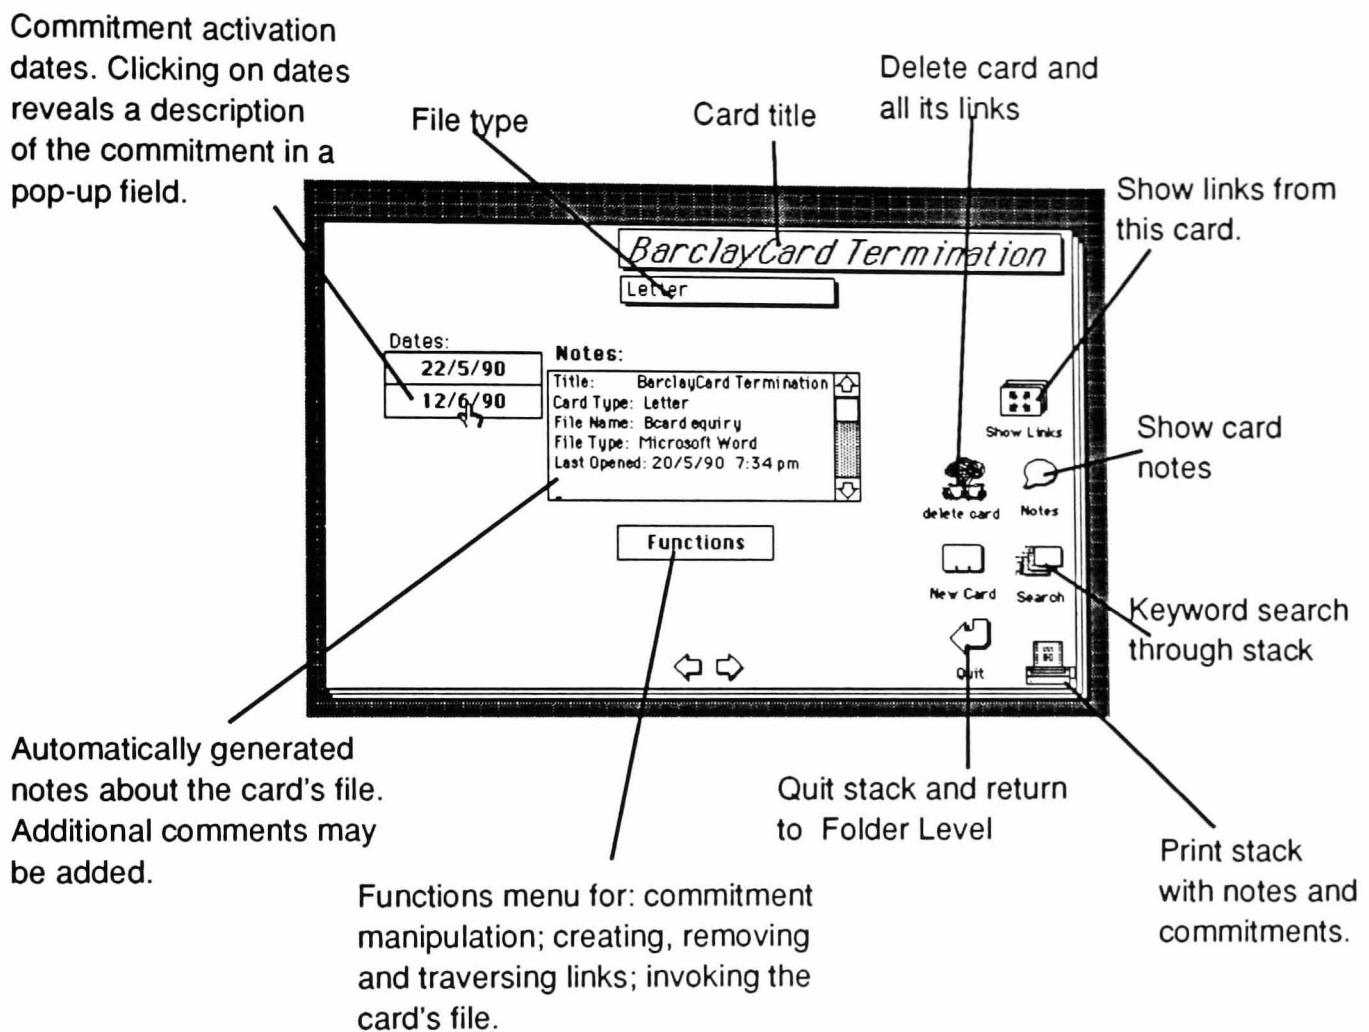 Commitment activation
dates. Clicking on dates
reveals a description
of the commitment in a
pop-up field.
File type
Card title
Delete card and
all its links
Show links from
this card.
BarclayCard Termination
Letter
Dates:
22/5/90
12/6/90
Notes:
Title: BarclayCard Termination
Card Type: Letter
File Name: Bcard equiry
File Type: Microsoft Word
Last Opened: 20/5/90 7:34 pm
Show Links
Show card
notes
delete card
Notes
Functions
New Card
Search
Keyword search
through stack
Quit
Automatically generated
notes about the card's file.
Additional comments may
be added.
Quit stack and return
to Folder Level
Print stack
with notes and
commitments.
Functions menu for: commitment
manipulation; creating, removing
and traversing links; invoking the
card's file.